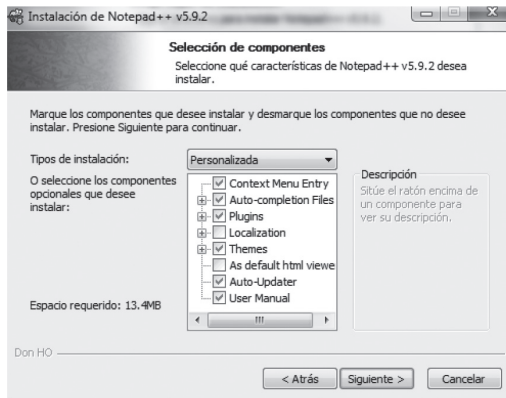 Instalación de Notepad++ v5.9.2
Selección de componentes
Seleccione qué características de Notepad++ v5.9.2 desea
instalar.
Marque los componentes que desee instalar y desmarque los componentes que no desee
instalar. Presione Siguiente para continuar.
Tipos de instalación:
Personalizada
O seleccione los componentes
opcionales que desee
instalar:
Context Menu Entry
Auto-completion Files
Plugins
Localization
Themes
As default html viewe
Auto-Updater
User Manual
Descripción
Sitúe el ratón encima de
un componente para
ver su descripción.
Espacio requerido: 13.4MB
Don HO
< Atrás
Siguiente >
Cancelar